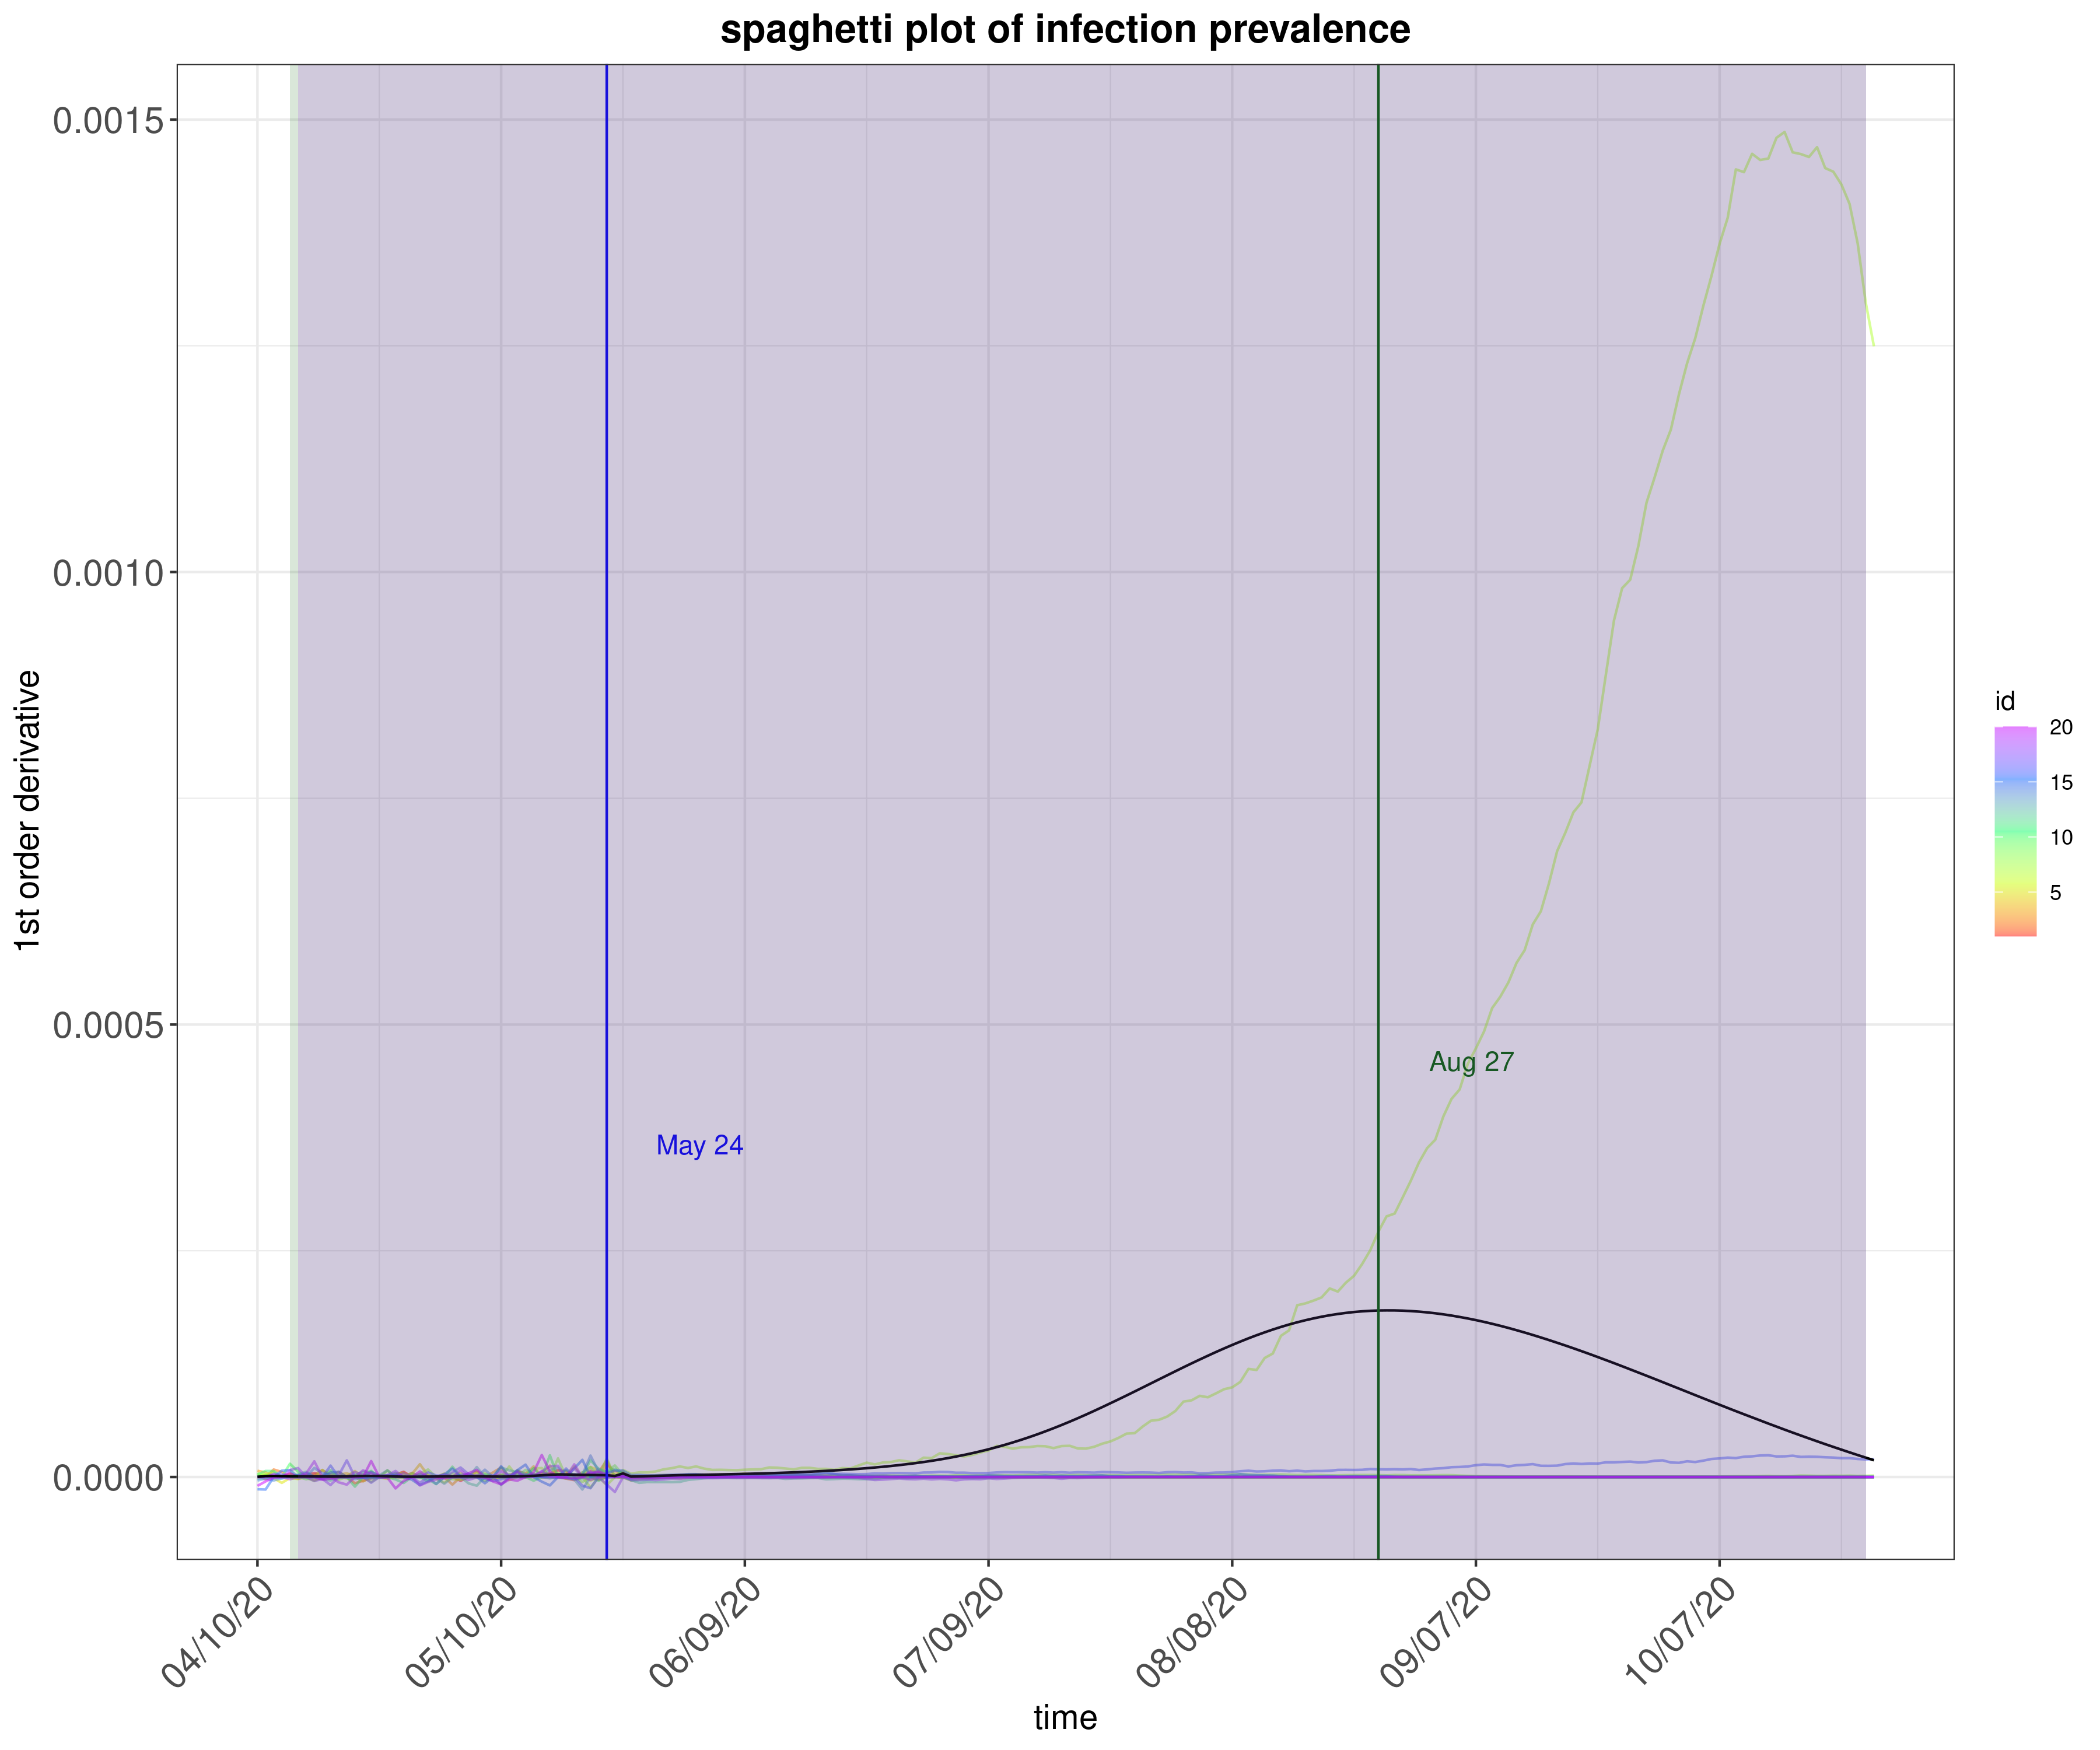 spaghetti plot of infection prevalence
1st order derivative
0.0015
0.0010
0.0005
0.0000
May 24
Aug 27
04/10/20
05/10/20
06/09/20
07/09/20
08/08/20
09/07/20
10/07/20
time
id
20
15
10
5